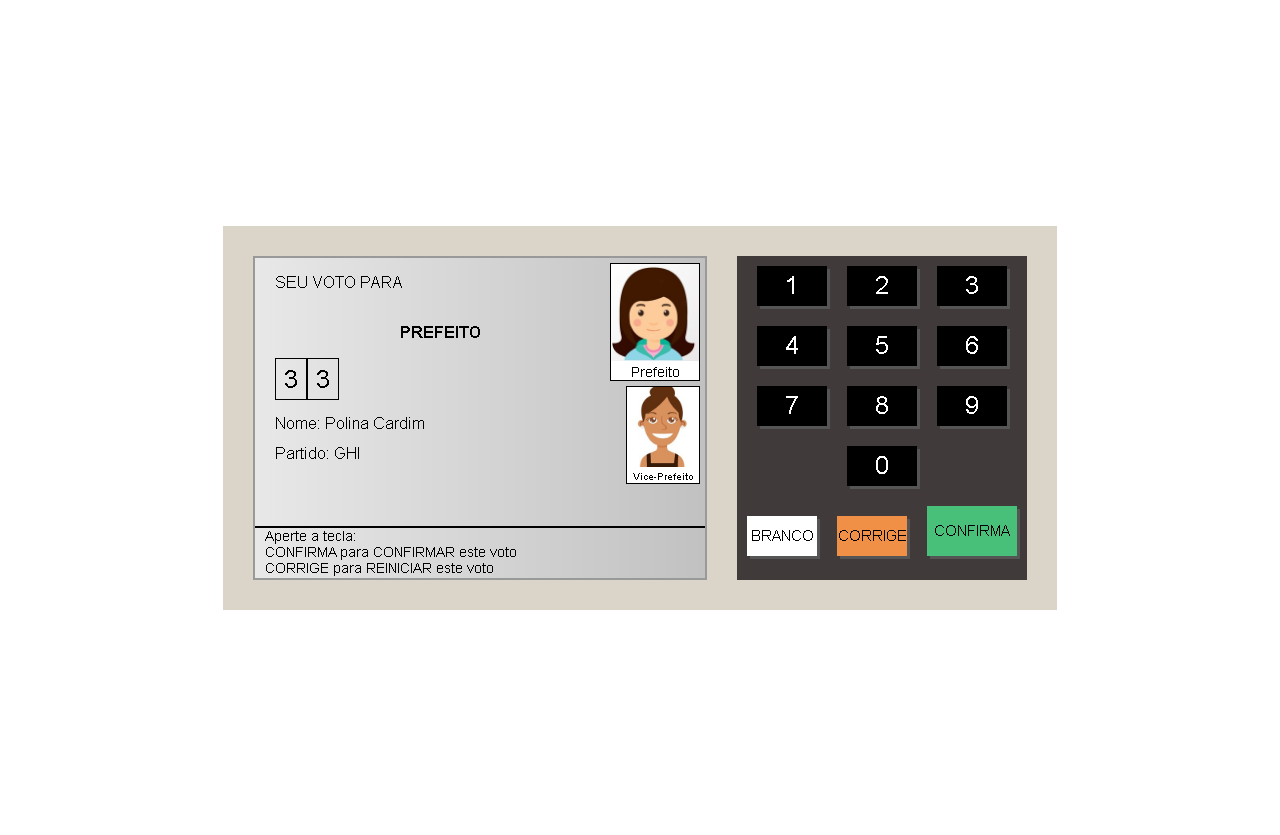 SEU VOTO PARA
PREFEITO
3 3
Nome: Polina Cardim
Partido: GHI
Prefeito
Vice-Prefeito
Aperte a tecla:
CONFIRMA para CONFIRMAR este voto
CORRIGE para REINICIAR este voto
1 2 3
4 5 6
7 8 9
0
BRANCO CORRIGE CONFIRMA